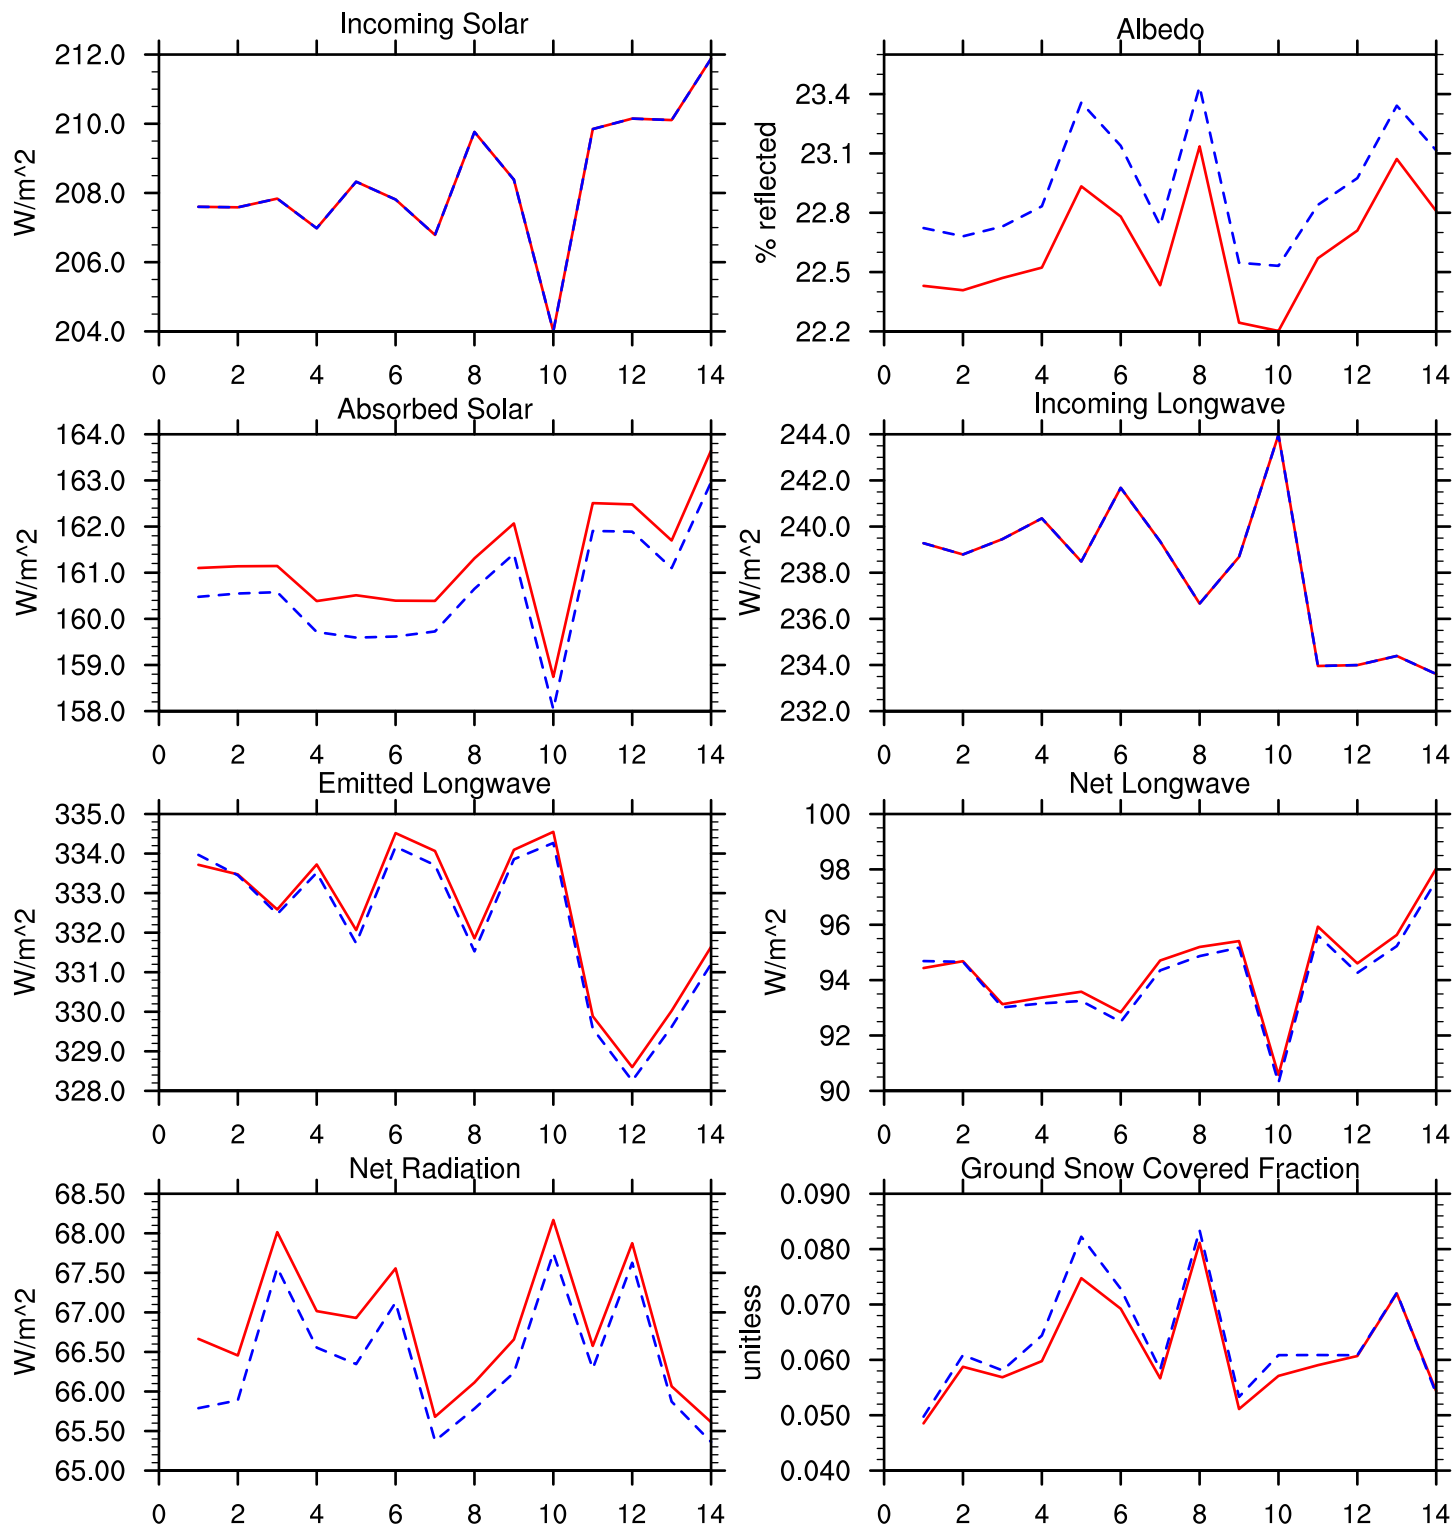 Incoming Solar
W/m^2
212.0
210.0
208.0
206.0
204.0
0 2 4 6 8 10 12 14
Albedo
% reflected
23.4
23.1
22.8
22.5
22.2
0 2 4 6 8 10 12 14
Absorbed Solar
W/m^2
164.0
163.0
162.0
161.0
160.0
159.0
158.0
0 2 4 6 8 10 12 14
Incoming Longwave
W/m^2
244.0
242.0
240.0
238.0
236.0
234.0
232.0
0 2 4 6 8 10 12 14
Emitted Longwave
W/m^2
335.0
334.0
333.0
332.0
331.0
330.0
329.0
328.0
0 2 4 6 8 10 12 14
Net Longwave
W/m^2
100
98
96
94
92
90
0 2 4 6 8 10 12 14
Net Radiation
W/m^2
68.50
68.00
67.50
67.00
66.50
66.00
65.50
65.00
0 2 4 6 8 10 12 14
Ground Snow Covered Fraction
unitless
0.090
0.080
0.070
0.060
0.050
0.040
0 2 4 6 8 10 12 14